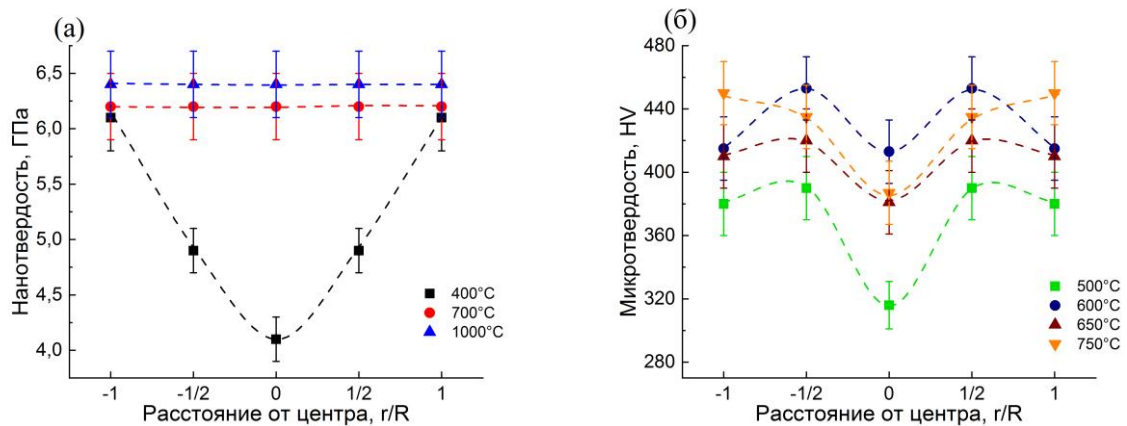 (а)
Нанотвердость, ГПа
6,5
6,0
5,5
5,0
4,5
4,0
-1
-1/2
0
1/2
1
Расстояние от центра, r/R
400°C
700°C
1000°C
(б)
Микротвердость, HV
480
440
400
360
320
280
-1
-1/2
0
1/2
1
Расстояние от центра, r/R
500°C
600°C
650°C
750°C